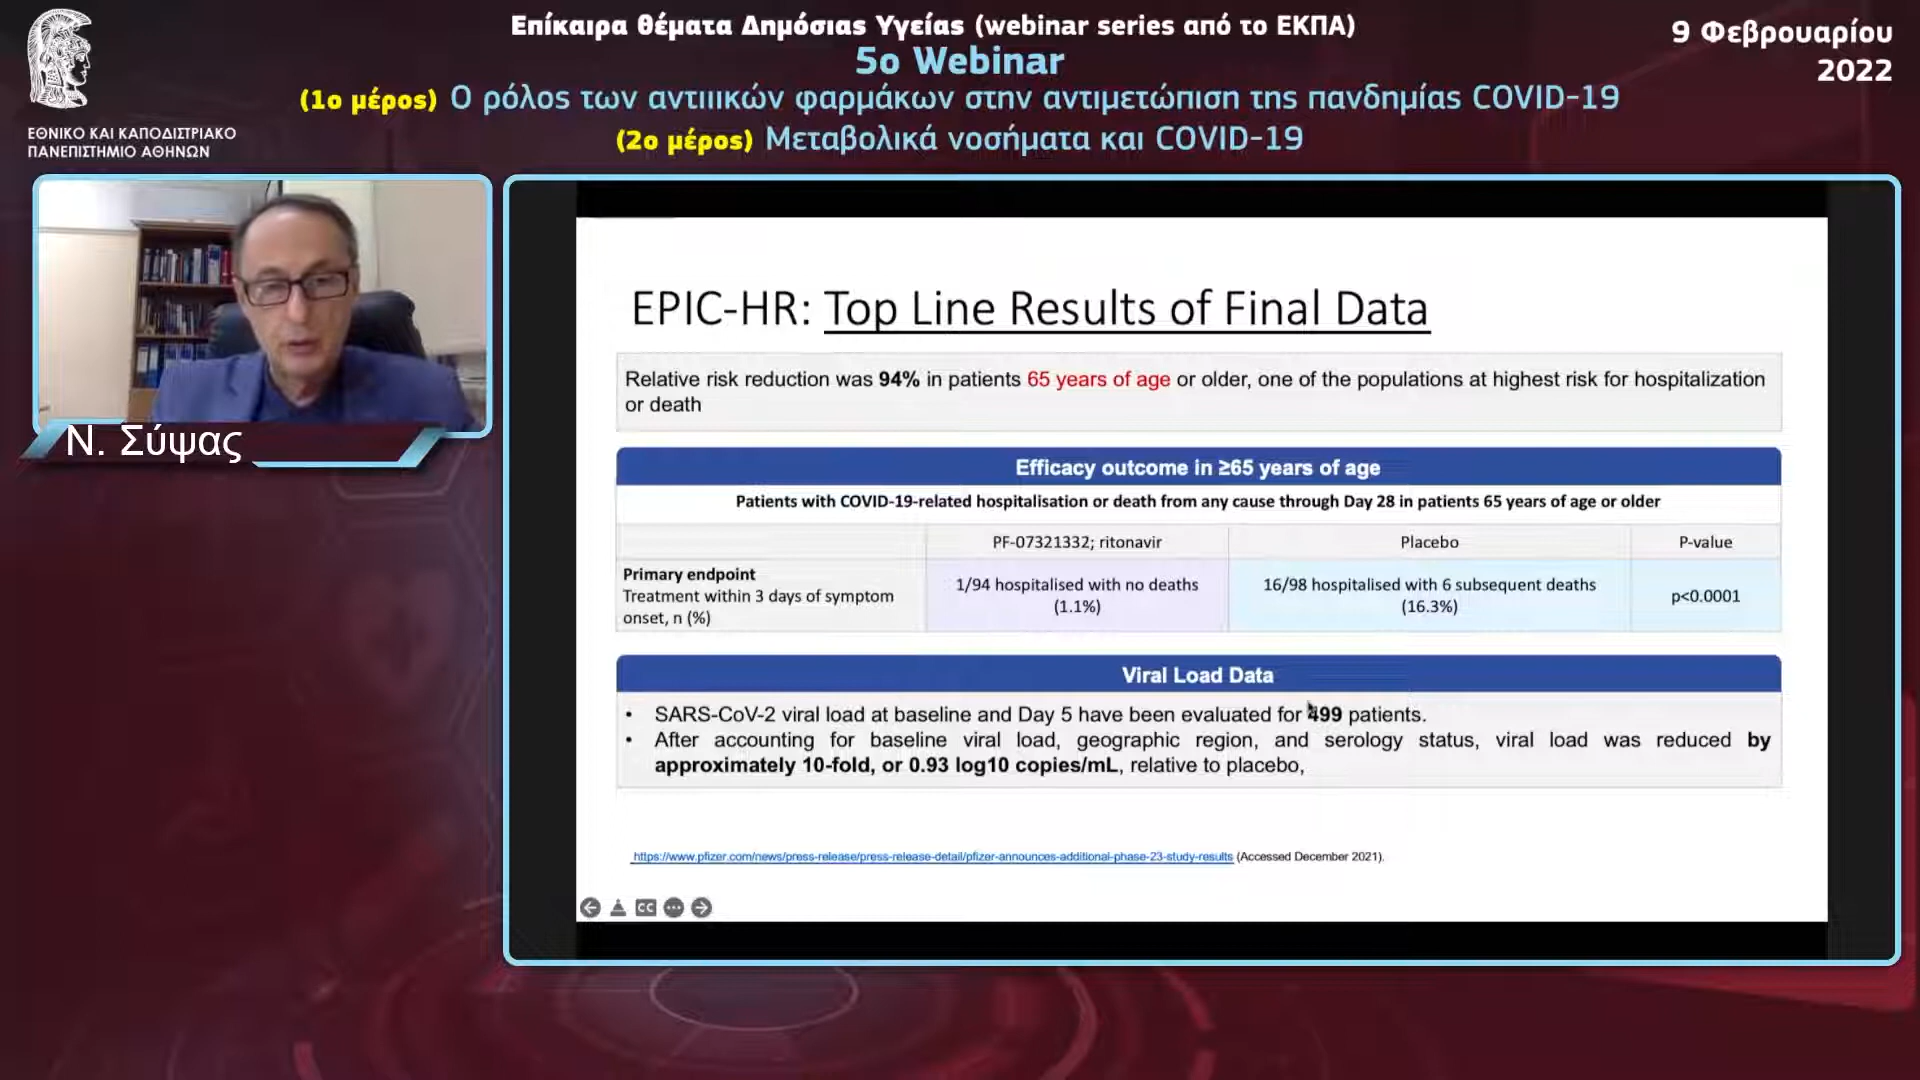 Επίκαιρα θέματα Δημόσιας Υγείας (webinar series από το ΕΚΠΑ)
5ο Webinar
(1ο μέρος) Ο ρόλος των αντιιικών φαρμάκων στην αντιμετώπιση της πανδημίας COVID-19
(2ο μέρος) Μεταβολικά νοσήματα και COVID-19
9 Φεβρουαρίου
2022
ΕΘΝΙΚΟ ΚΑΙ ΚΑΠΟΔΙΣΤΡΙΑΚΟ
ΠΑΝΕΠΙΣΤΗΜΙΟ ΑΘΗΝΩΝ
Ν. Σύψας
EPIC-HR: Top Line Results of Final Data
Relative risk reduction was 94% in patients 65 years of age or older, one of the populations at highest risk for hospitalization
or death
Efficacy outcome in ≥65 years of age
Patients with COVID-19-related hospitalisation or death from any cause through Day 28 in patients 65 years of age or older
PF-07321332; ritonavir
Placebo
P-value
Primary endpoint
Treatment within 3 days of symptom
onset, n (%)
1/94 hospitalised with no deaths
(1.1%)
16/98 hospitalised with 6 subsequent deaths
(16.3%)
p<0.0001
Viral Load Data
• SARS-CoV-2 viral load at baseline and Day 5 have been evaluated for 499 patients.
• After accounting for baseline viral load, geographic region, and serology status, viral load was reduced by
approximately 10-fold, or 0.93 log10 copies/mL, relative to placebo,
https://www.pfizer.com/news/press-release/press-release-detail/pfizer-announces-additional-phase-23-study-results (Accessed December 2021).
CC